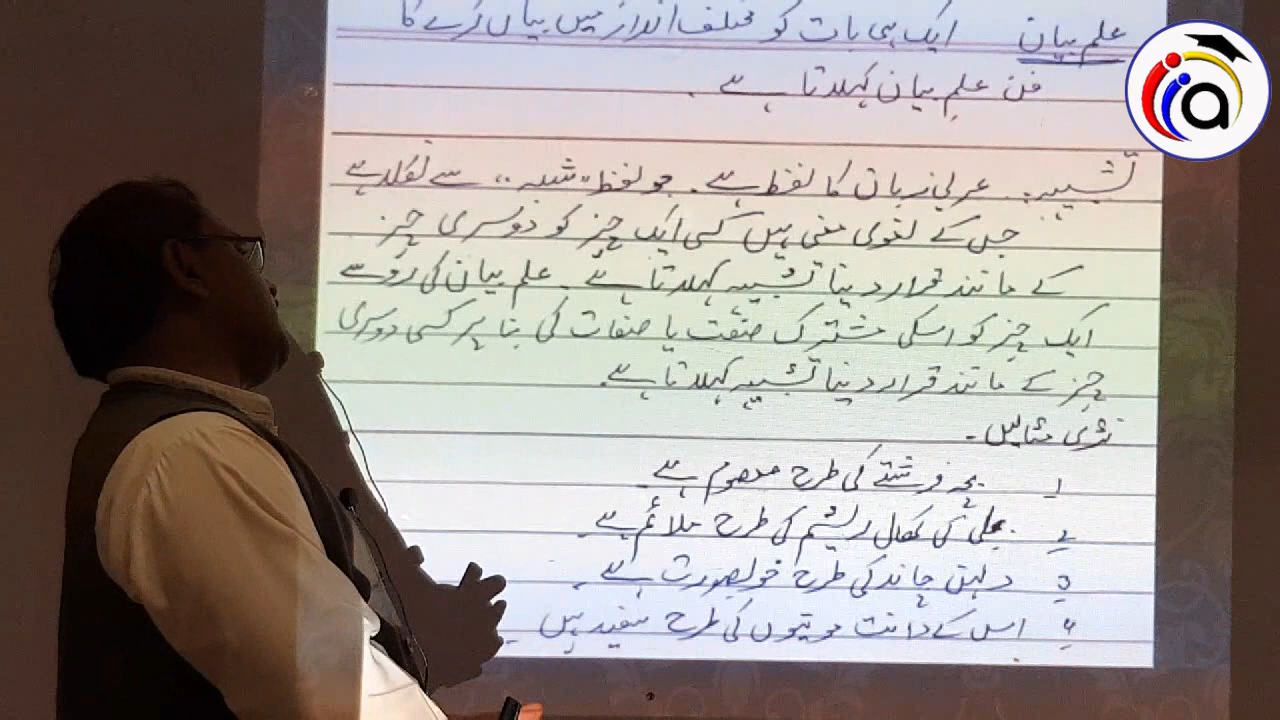 علم بیان ایک ہی بات کو مختلف انداز میں بیان کرنے کا
فن علمِ بیان کہلاتا ہے۔
تشبیہ۔ عربی زبان کا لفظ ہے۔ جو لفظ "شبہ" سے نکلا ہے
جس کے لغوی معنی ہیں کسی ایک چیز کو دوسری چیز
کے مانند قرار دینا تشبیہ کہلاتا ہے۔ علم بیان کی رُو سے
ایک چیز کو اسکی مشترک صفت یا صفات کی بنا پر کسی دوسری
چیز کے مانند قرار دینا تشبیہ کہلاتا ہے۔
نثری مثالیں۔
۱ بچہ فرشتے کی طرح معصوم ہے۔
۲ بلی کی کھال ریشم کی طرح ملائم ہے۔
۳ دلہن چاند کی طرح خوبصورت ہے۔
۴ اس کے دانت موتیوں کی طرح سفید ہیں۔
a